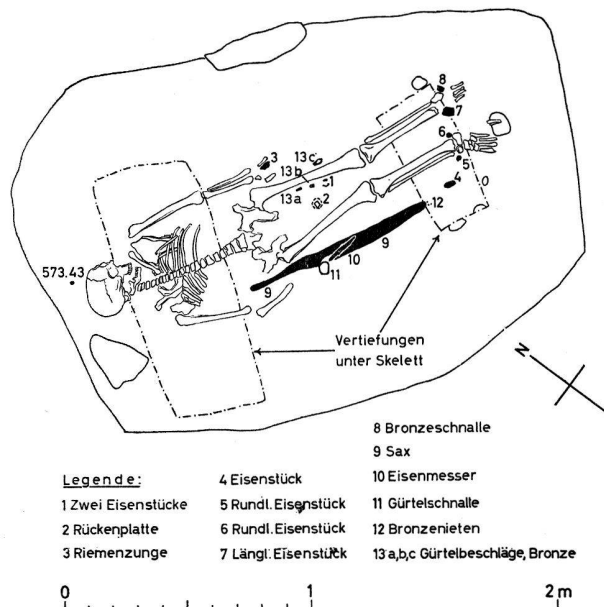 8
7
3
13c
6
13b
1
5
13a
2
4
12
573.43
9
10
11
9
Vertiefungen
unter Skelett
N
8 Bronzeschnalle
9 Sax
Legende:
4 Eisenstück
10 Eisenmesser
1 Zwei Eisenstücke
5 Rundl. Eisenstück
11 Gürtelschnalle
2 Rückenplatte
6 Rundl. Eisenstück
12 Bronzenieten
3 Riemenzunge
7 Längl. Eisenstück
13 a,b,c Gürtelbeschläge, Bronze
0
1
2 m